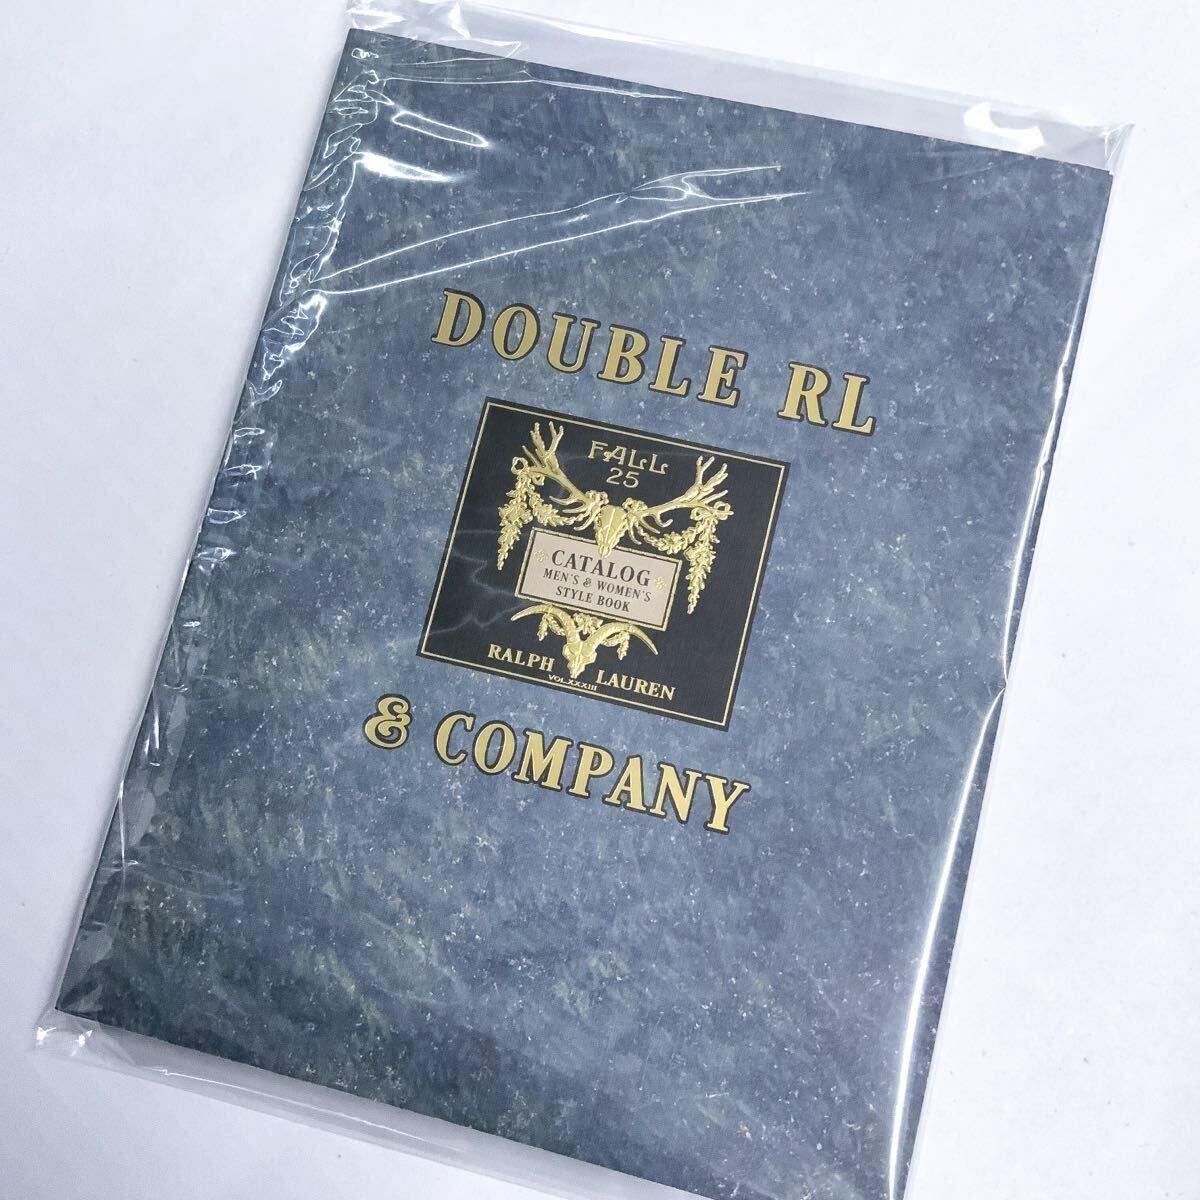 DOUBLE RL
FALL
25
CATALOG
MEN'S & WOMEN'S
STYLE BOOK
RALPH LAUREN
VOL.XXXIII
& COMPANY